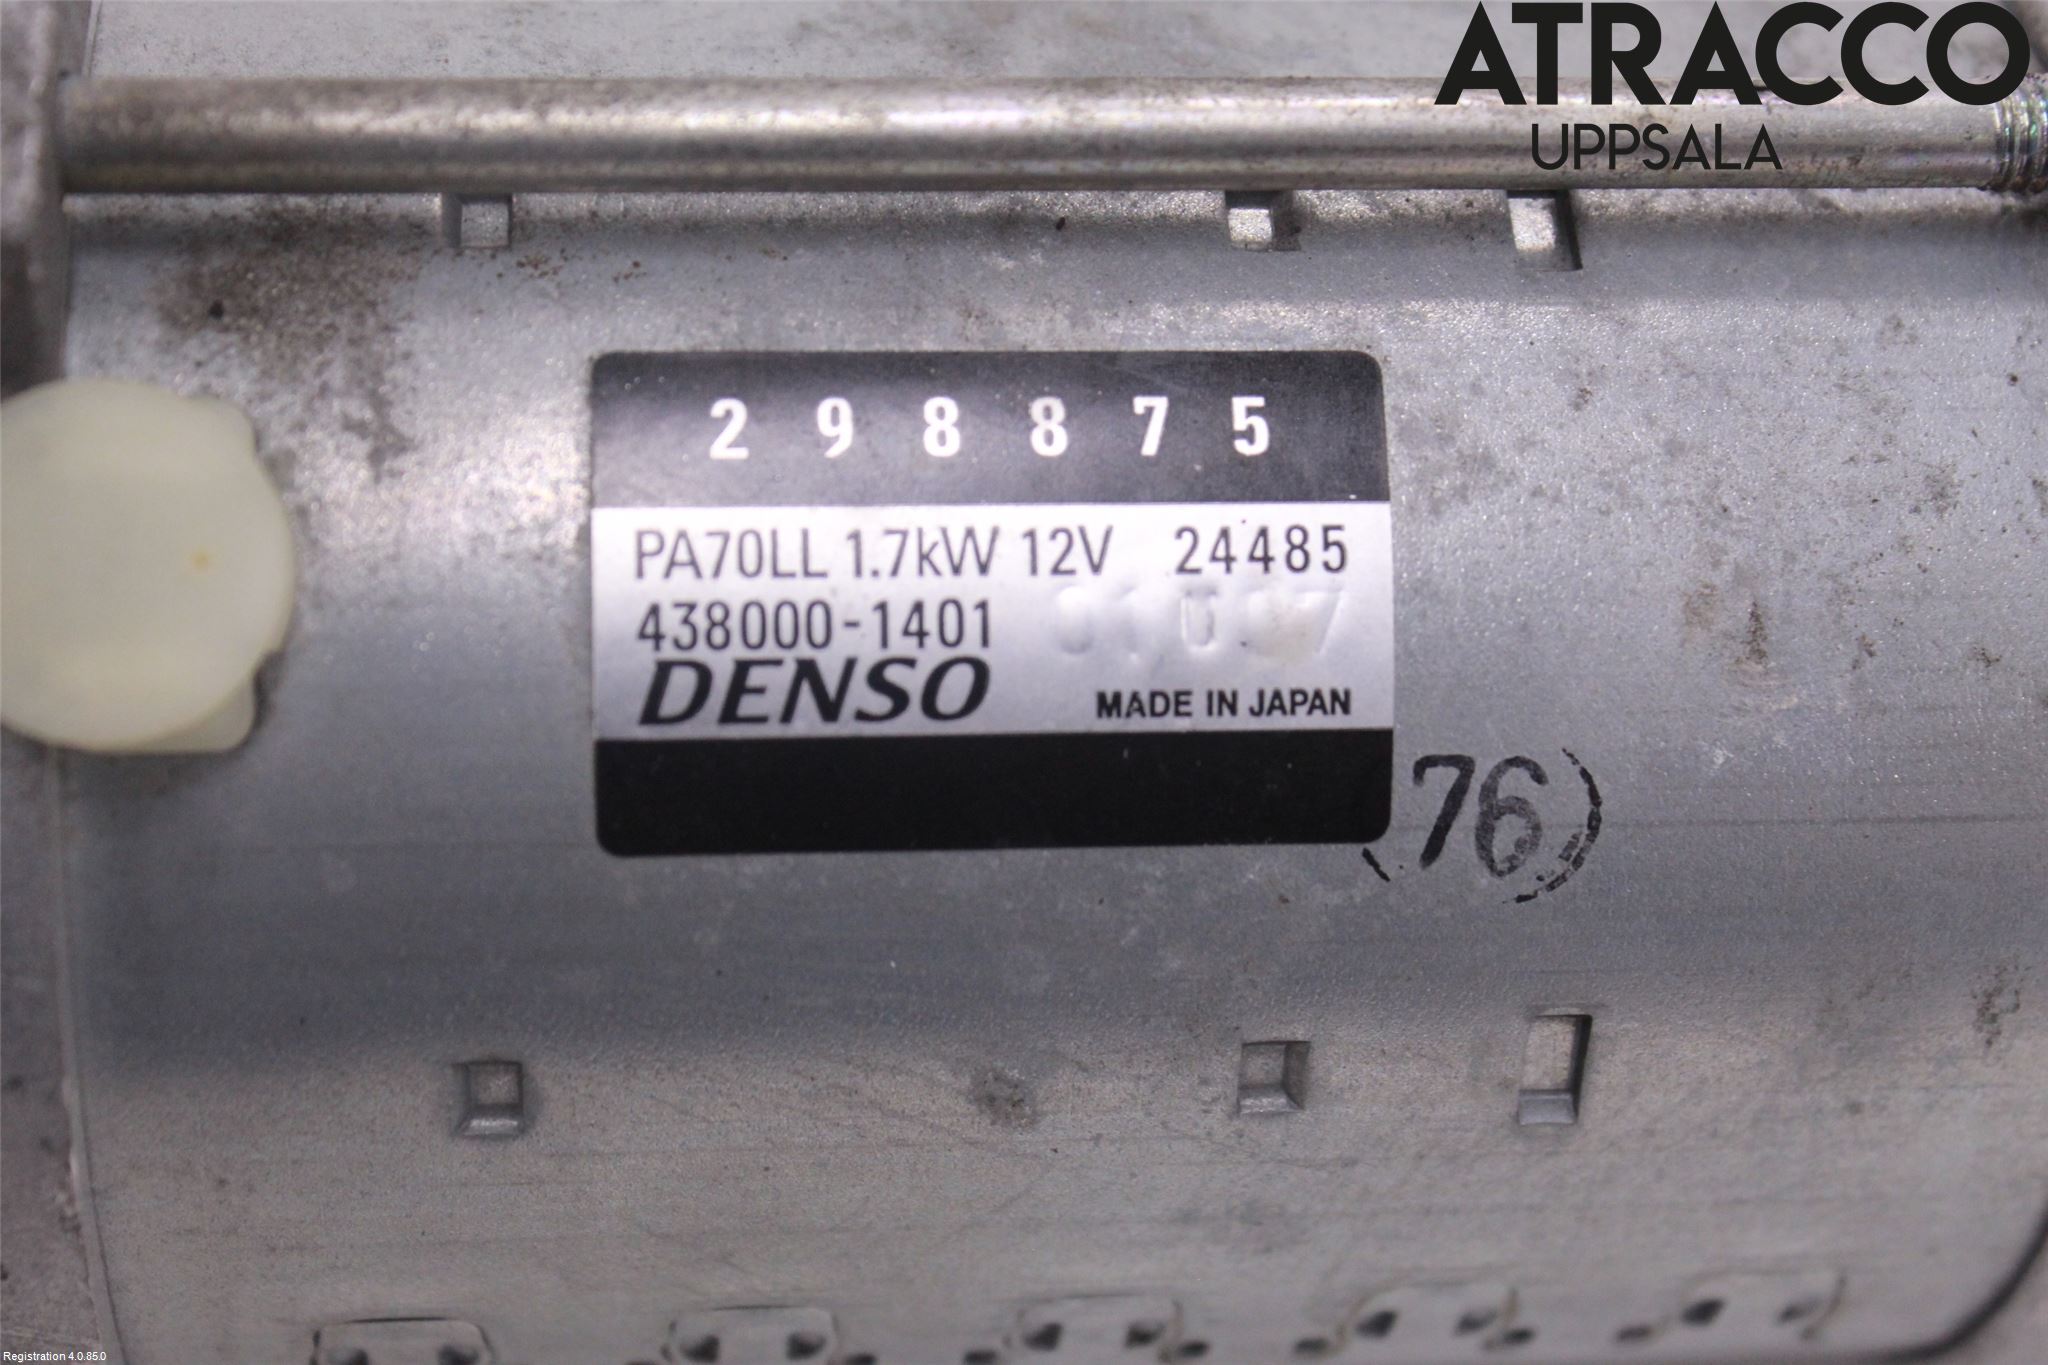 ATRACCO
UPPSALA
298875
PA70LL 1.7kW 12V 24485
438000-1401
DENSO
MADE IN JAPAN
(76)
Registration 4.0.85.0